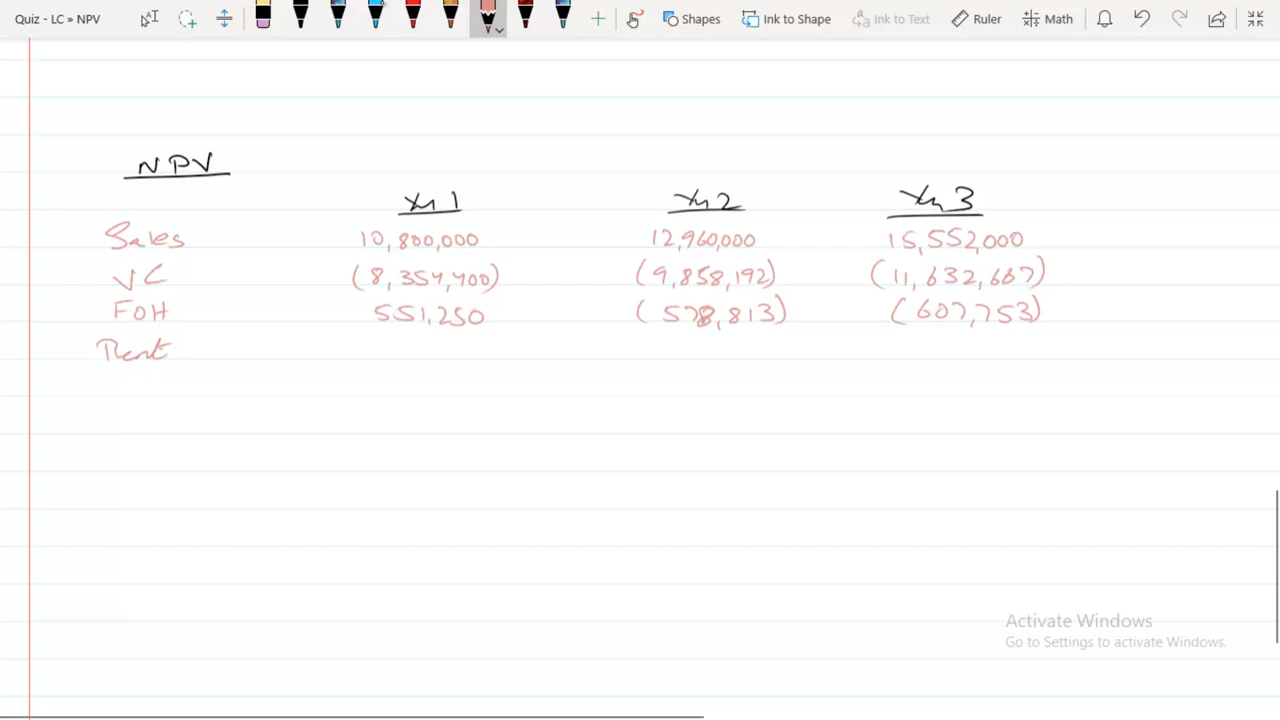 Quiz - LC » NPV
Shapes
Ink to Shape
Ink to Text
Ruler
Math
NPV
Yr 1 Yr 2 Yr 3
Sales 10,800,000 12,960,000 15,552,000
VC (8,354,400) (9,858,192) (11,632,667)
FOH 551,250 (578,813) (607,753)
Rent
Activate Windows
Go to Settings to activate Windows.